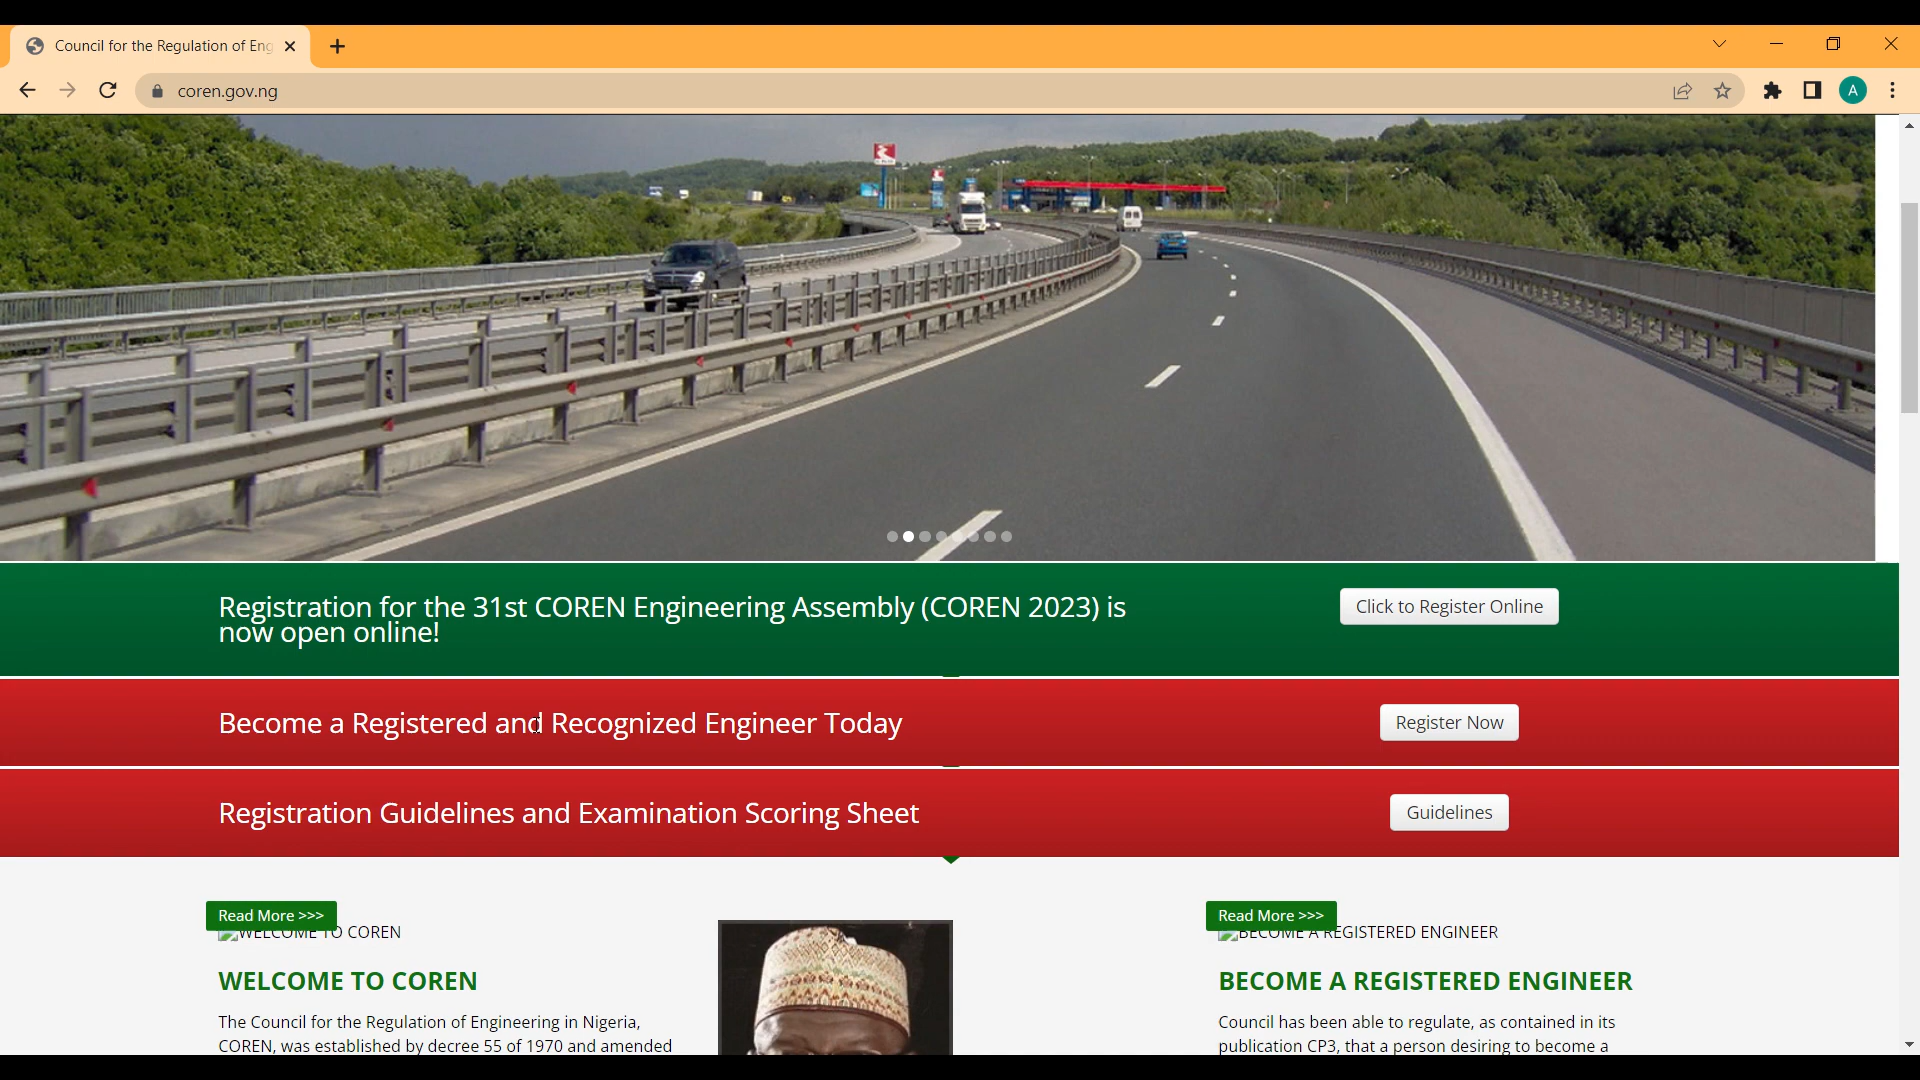 Council for the Regulation of Eng
coren.gov.ng
A
Registration for the 31st COREN Engineering Assembly (COREN 2023) is
now open online!
Click to Register Online
Become a Registered and Recognized Engineer Today
Register Now
Registration Guidelines and Examination Scoring Sheet
Guidelines
Read More >>>
WELCOME TO COREN
WELCOME TO COREN
The Council for the Regulation of Engineering in Nigeria,
COREN, was established by decree 55 of 1970 and amended
Read More >>>
BECOME A REGISTERED ENGINEER
BECOME A REGISTERED ENGINEER
Council has been able to regulate, as contained in its
publication CP3, that a person desiring to become a